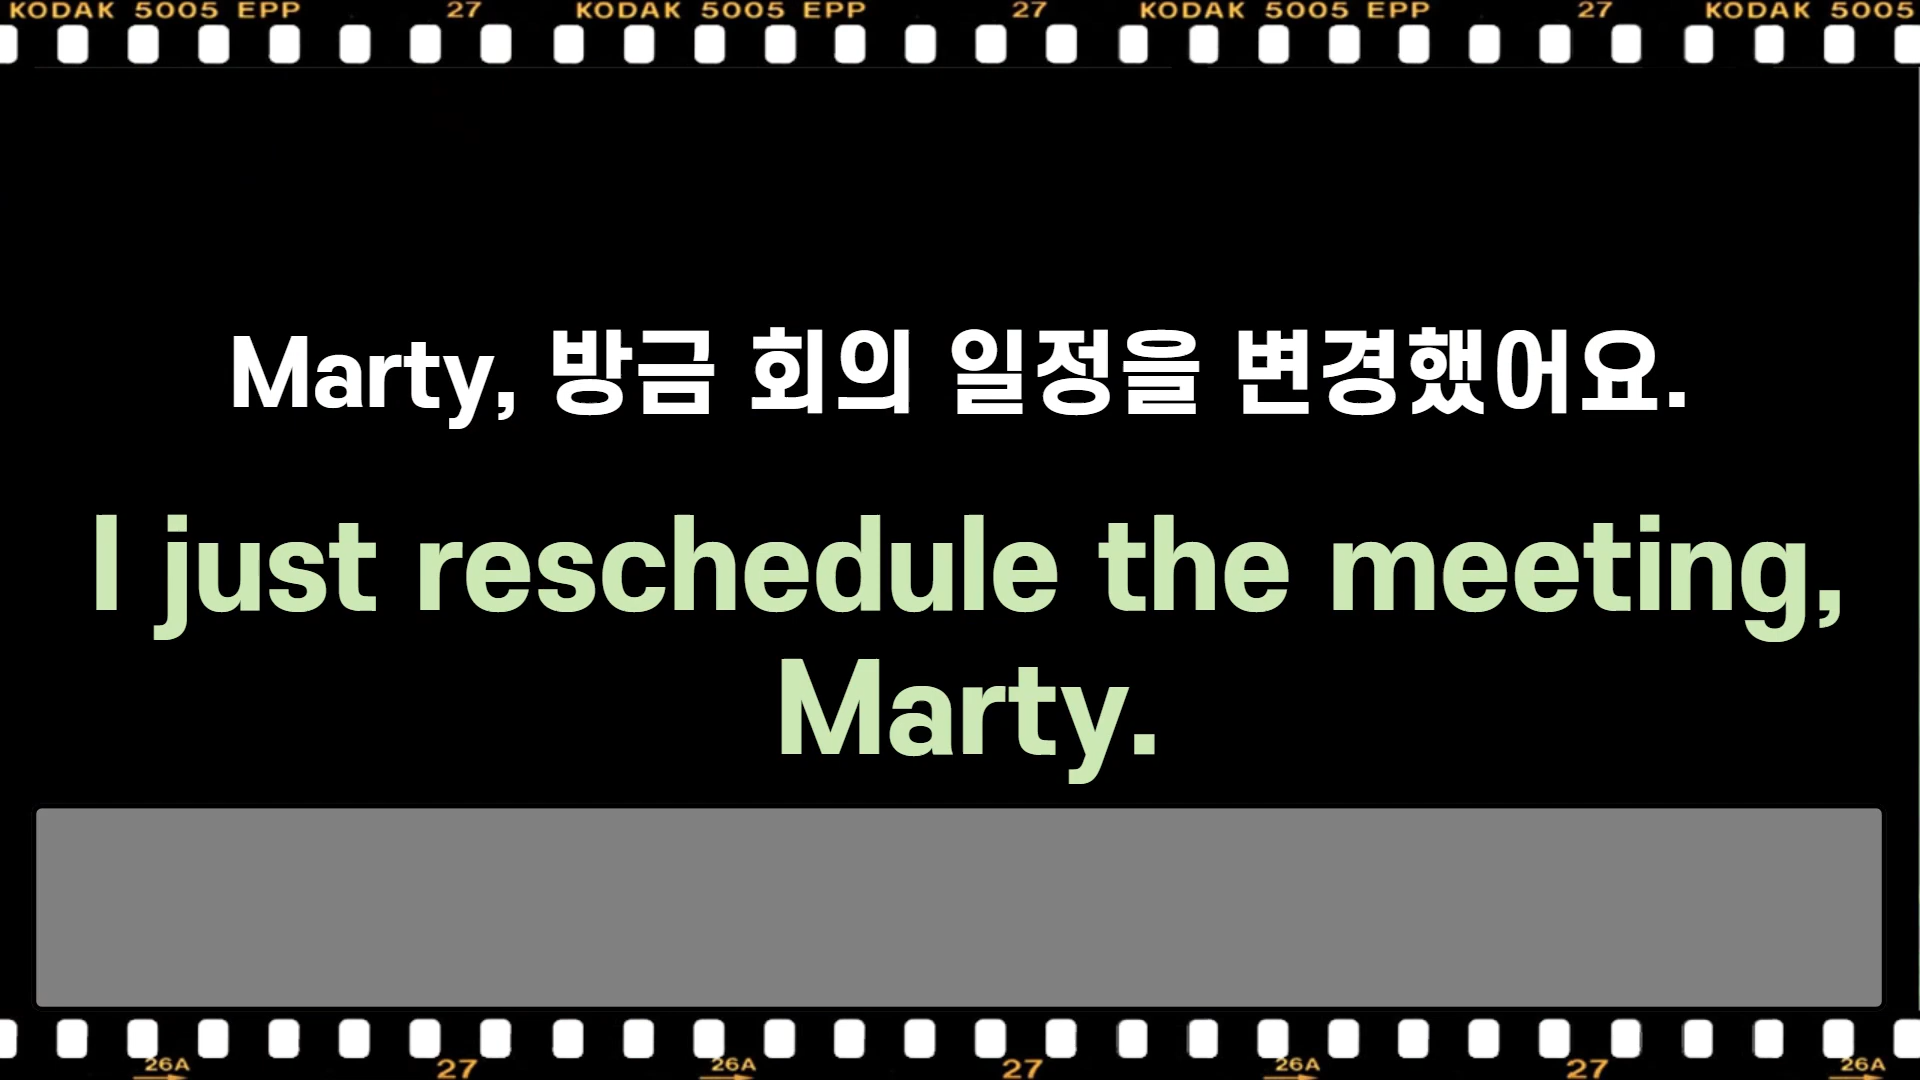 KODAK 5005 EPP 27 KODAK 5005 EPP 27 KODAK 5005 EPP 27 KODAK 5005
Marty, 방금 회의 일정을 변경했어요.
I just reschedule the meeting,
Marty.
26A 27 26A 27 26A 27 26A